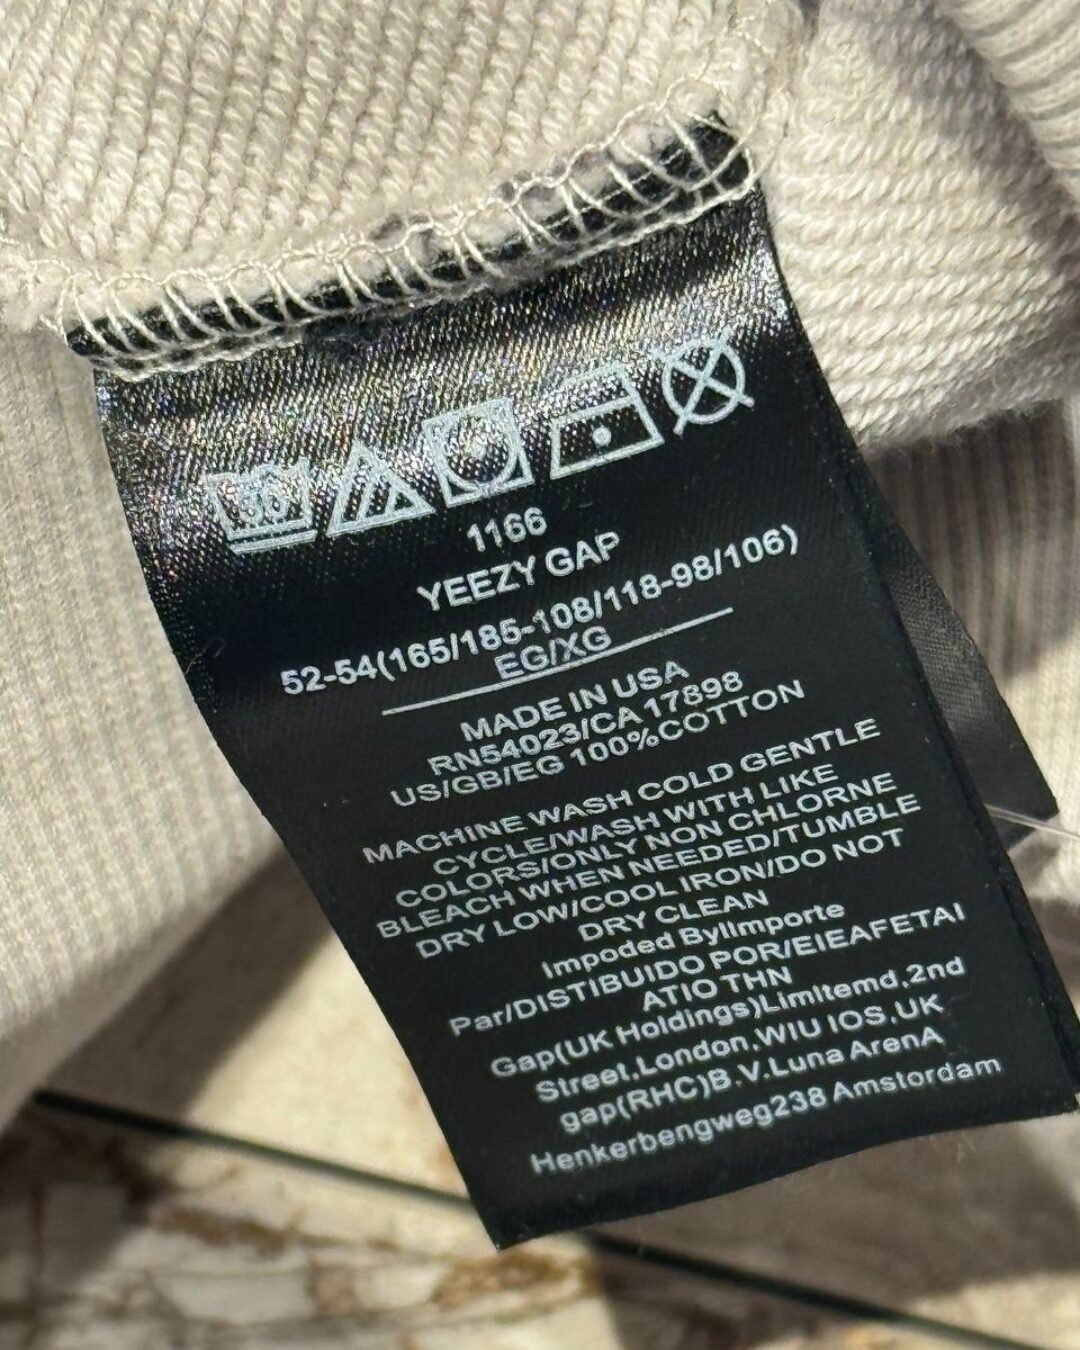 30
1166
YEEZY GAP
52-54(165/185-108/118-98/106)
EG/XG
MADE IN USA
RN54023/CA 17898
US/GB/EG 100%COTTON
MACHINE WASH COLD GENTLE
CYCLE/WASH WITH LIKE
COLORS/ONLY NON CHLORNE
BLEACH WHEN NEEDED/TUMBLE
DRY LOW/COOL IRON/DO NOT
DRY CLEAN
Impoded ByIImporte
Par/DISTIBUIDO POR/EIEAFETAI
ATIO THN
Gap(UK Holdings)Limitemd,2nd
Street.London.WIU IOS.UK
gap(RHC)B.V.Luna ArenA
Henkerbengweg238 Amstordam